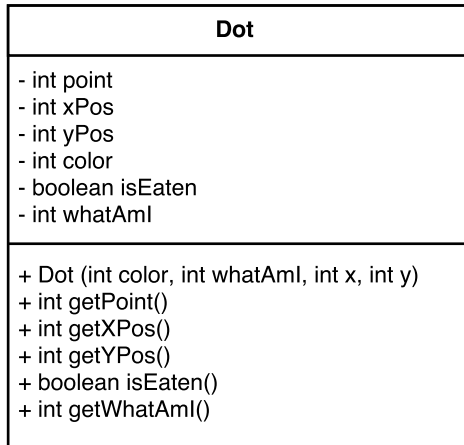 Dot
- int point
- int xPos
- int yPos
- int color
- boolean isEaten
- int whatAmI
+ Dot (int color, int whatAmI, int x, int y)
+ int getPoint()
+ int getXPos()
+ int getYPos()
+ boolean isEaten()
+ int getWhatAmI()